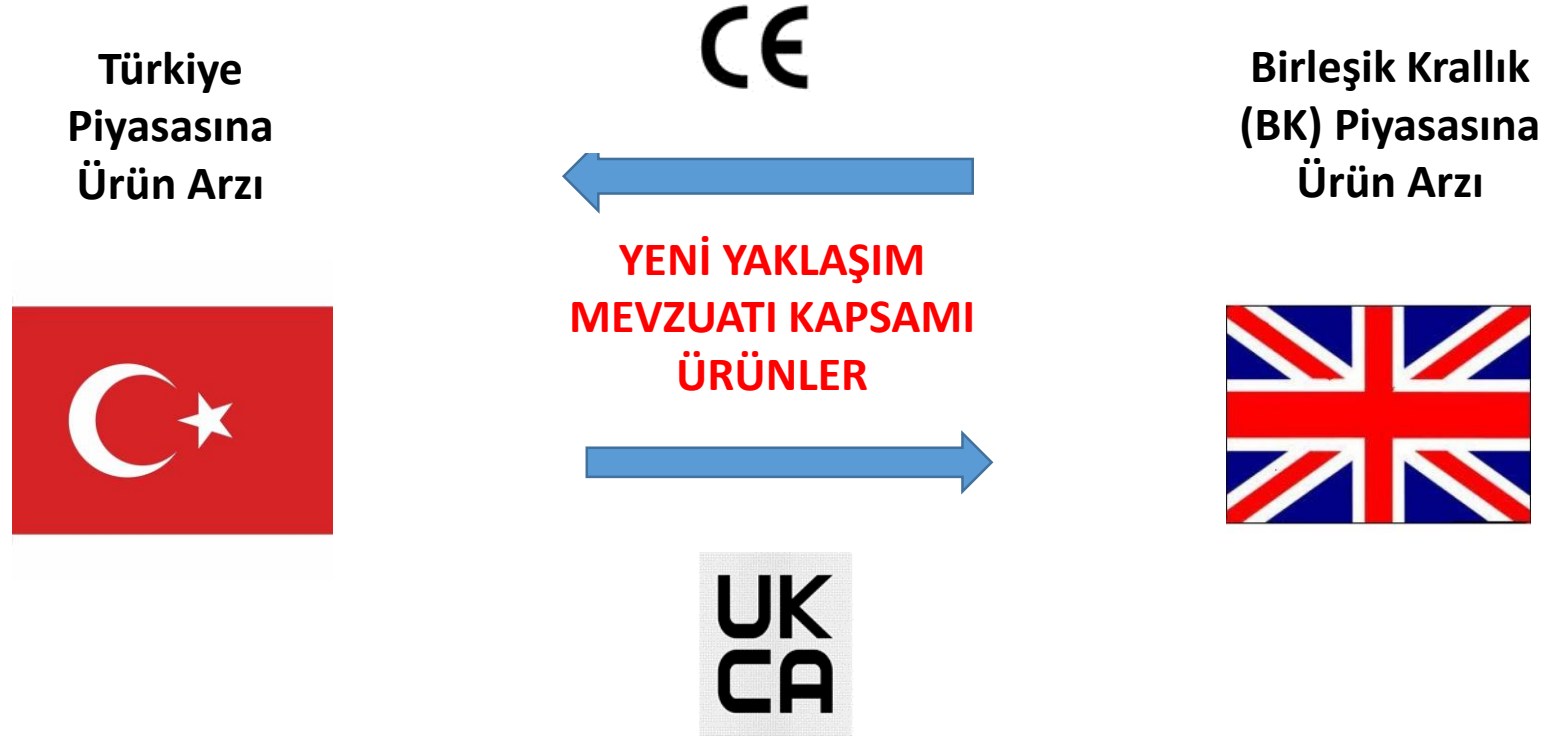 Türkiye
Piyasasına
Ürün Arzı
CE
Birleşik Krallık
(BK) Piyasasına
Ürün Arzı
YENİ YAKLAŞIM
MEVZUATI KAPSAMI
ÜRÜNLER
UK
CA